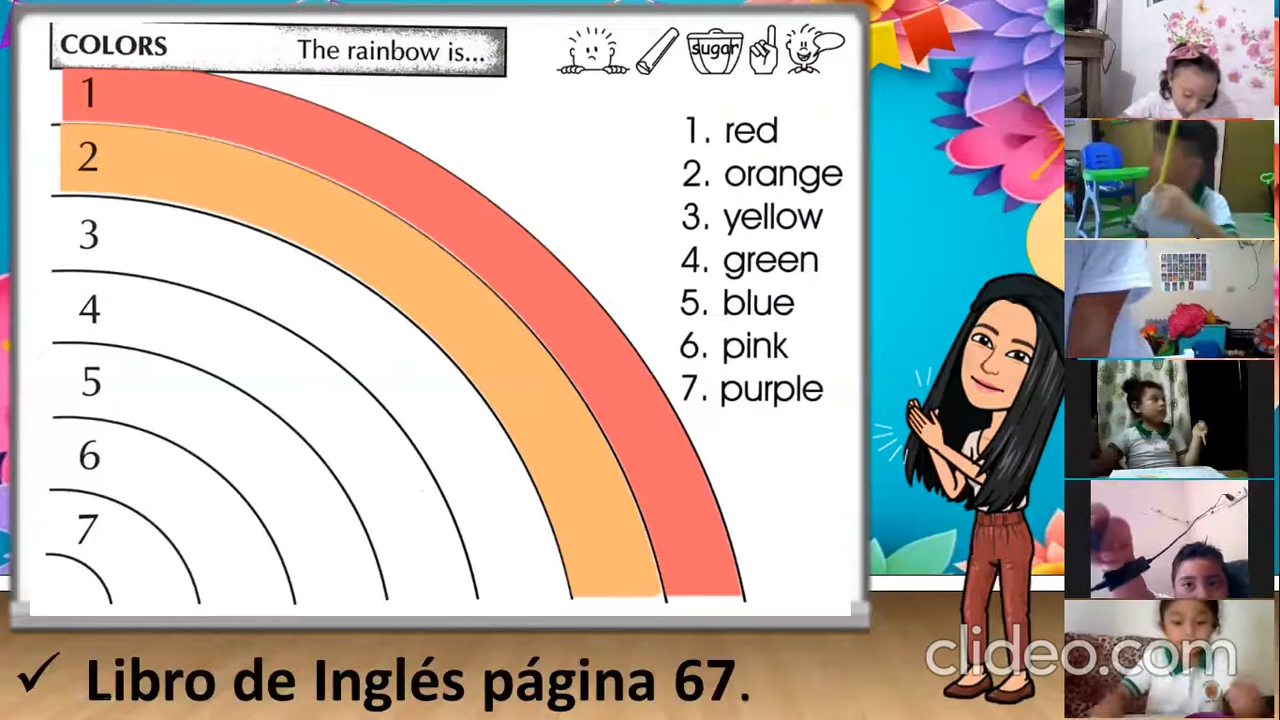 COLORS The rainbow is...
sugar
1
2
3
4
5
6
7
1. red
2. orange
3. yellow
4. green
5. blue
6. pink
7. purple
✓ Libro de Inglés página 67.
clideo.com